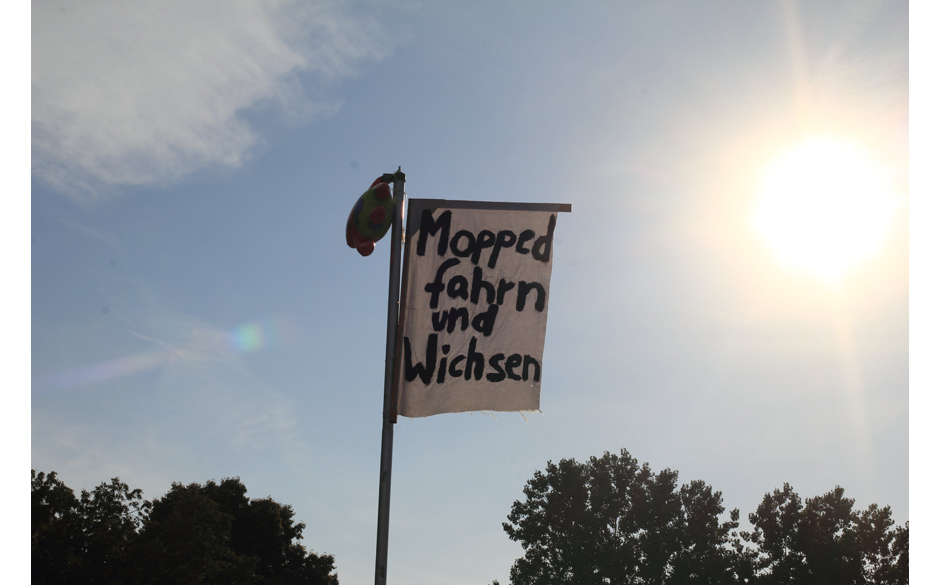 Mopped
fahrn
und
Wichsen